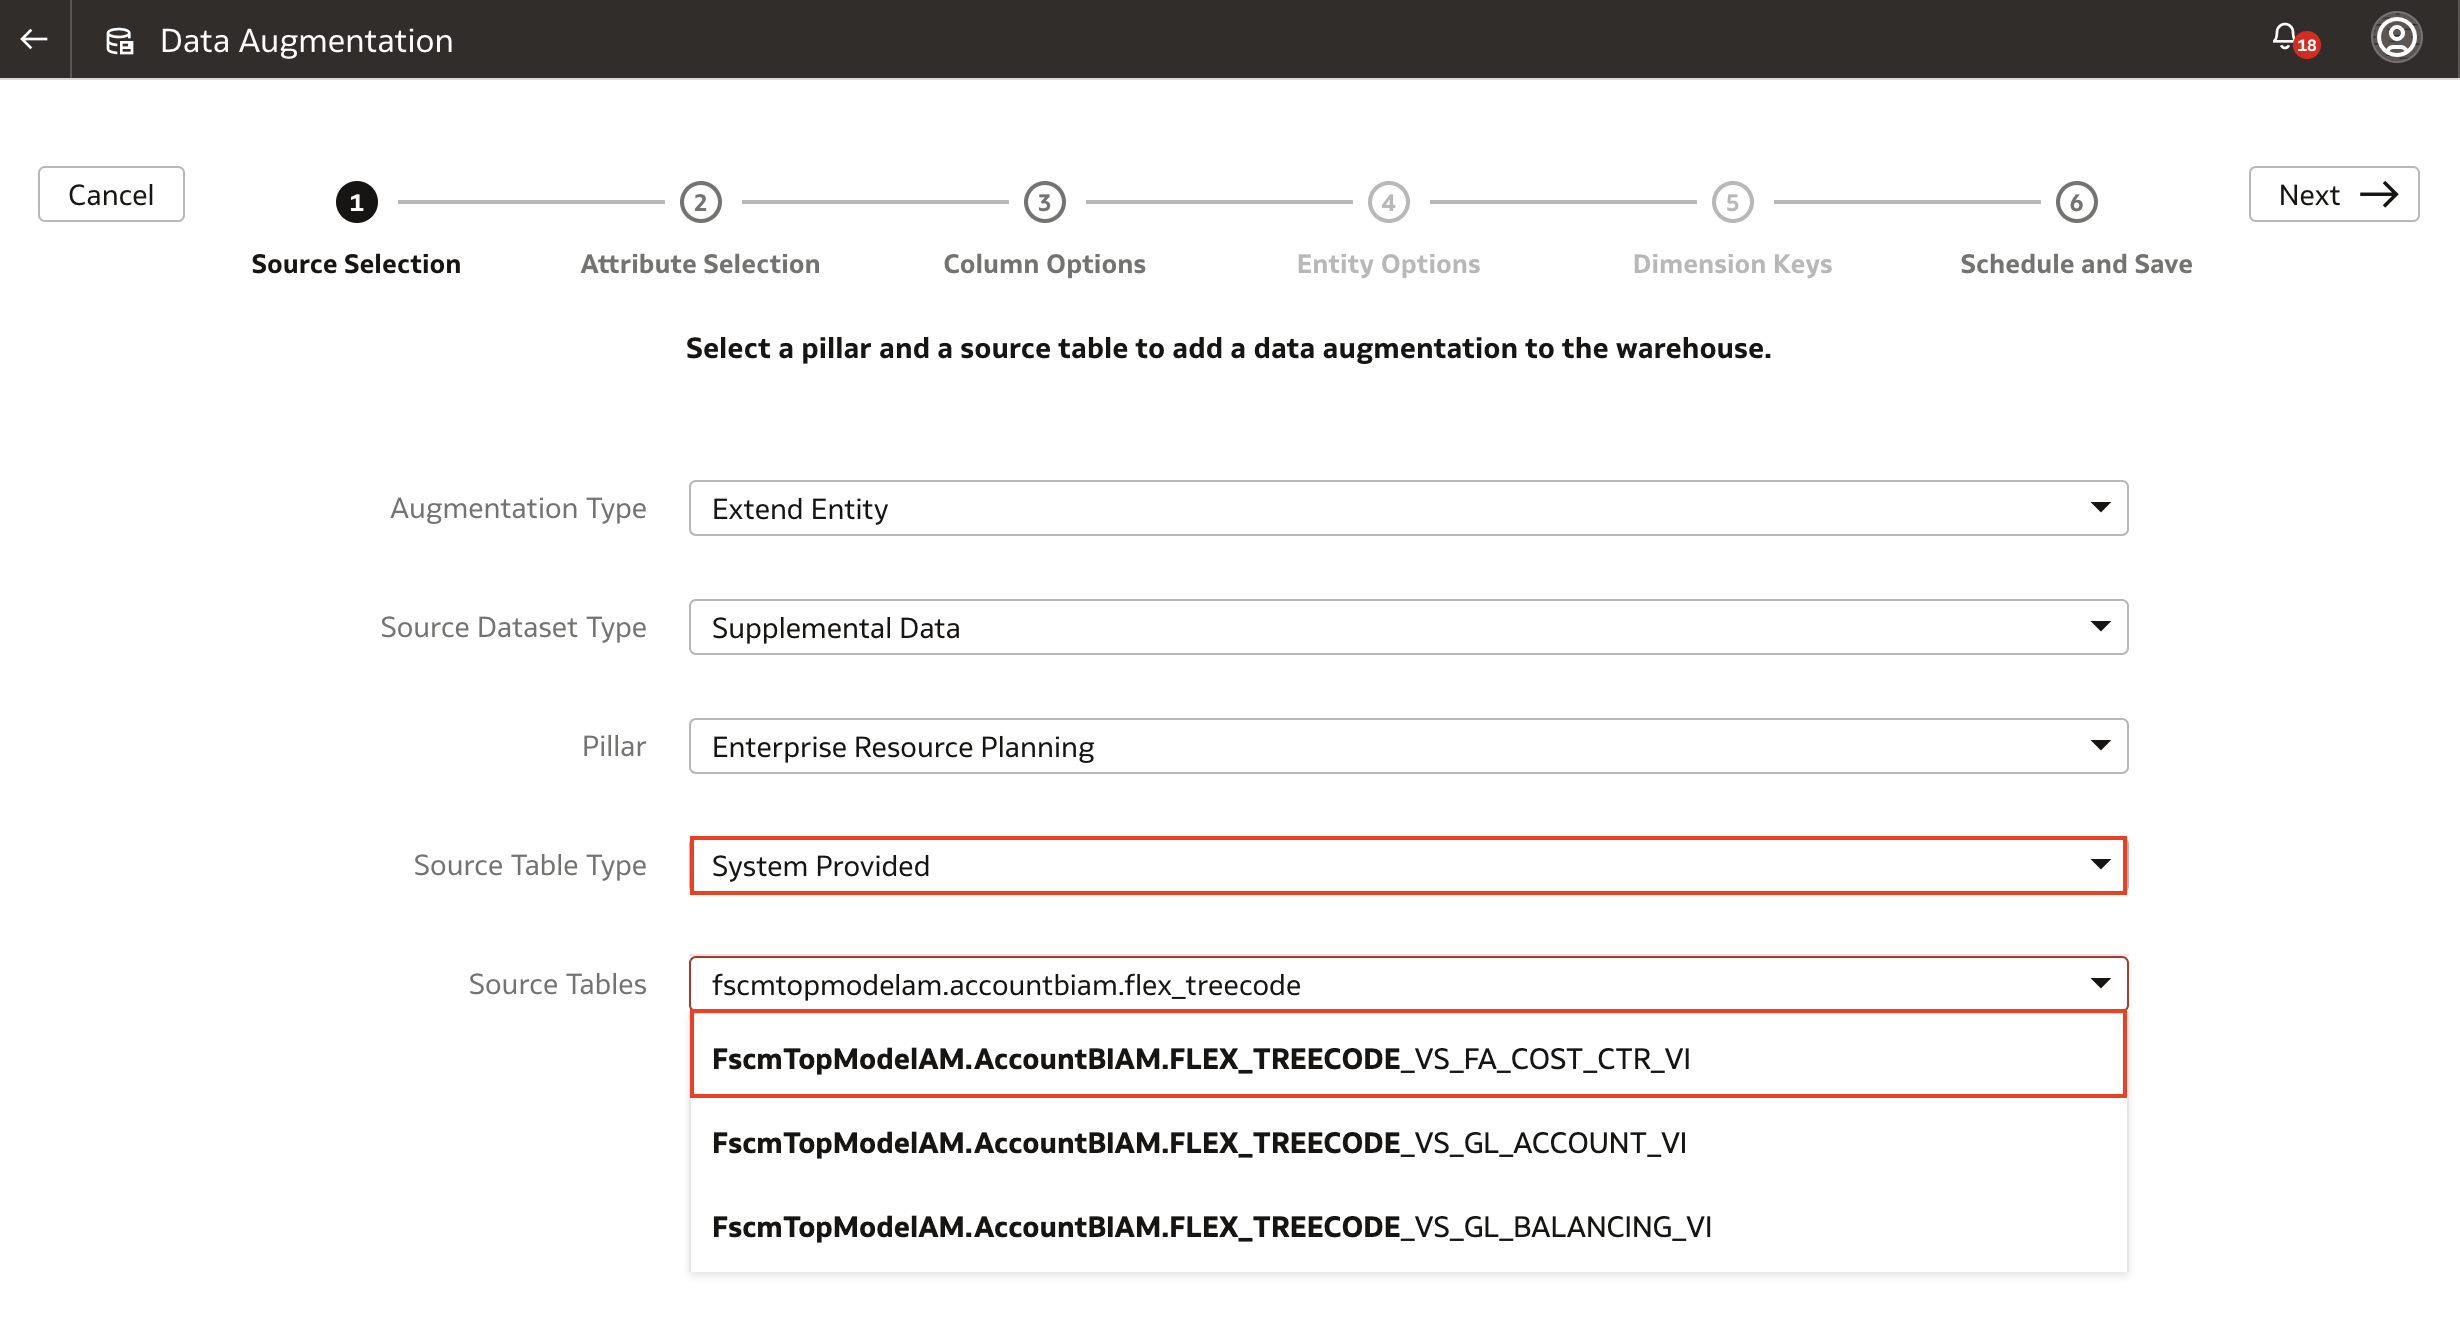 Data Augmentation
18
Cancel
1
2
3
4
5
6
Next
Source Selection
Attribute Selection
Column Options
Entity Options
Dimension Keys
Schedule and Save
Select a pillar and a source table to add a data augmentation to the warehouse.
Augmentation Type
Extend Entity
Source Dataset Type
Supplemental Data
Pillar
Enterprise Resource Planning
Source Table Type
System Provided
Source Tables
fscmtopmodelam.accountbiam.flex_treecode
FscmTopModelAM.AccountBIAM.FLEX_TREECODE_VS_FA_COST_CTR_VI
FscmTopModelAM.AccountBIAM.FLEX_TREECODE_VS_GL_ACCOUNT_VI
FscmTopModelAM.AccountBIAM.FLEX_TREECODE_VS_GL_BALANCING_VI